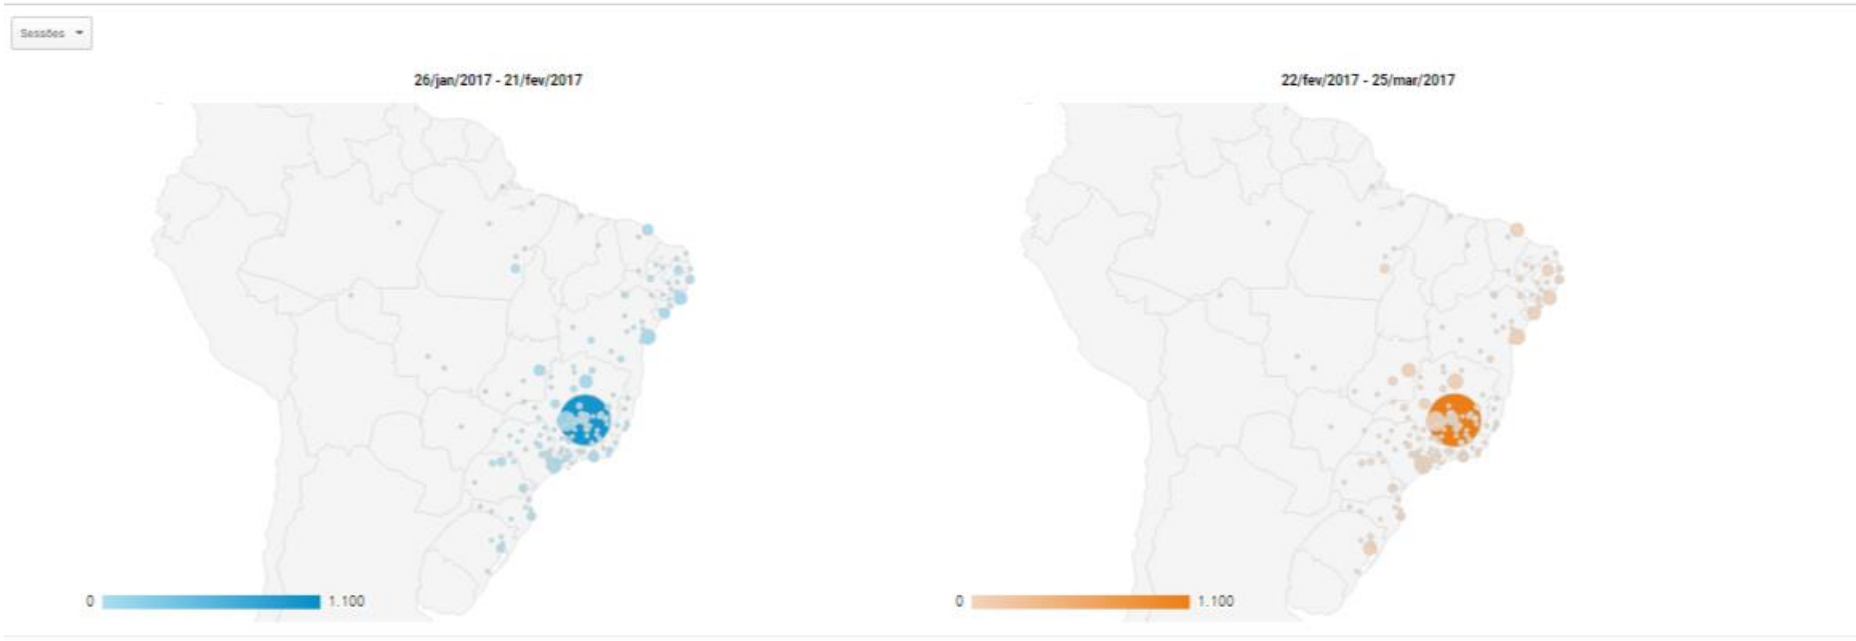 Sessões
26/jan/2017 - 21/fev/2017
22/fev/2017 - 25/mar/2017
0 1.100
0 1.100